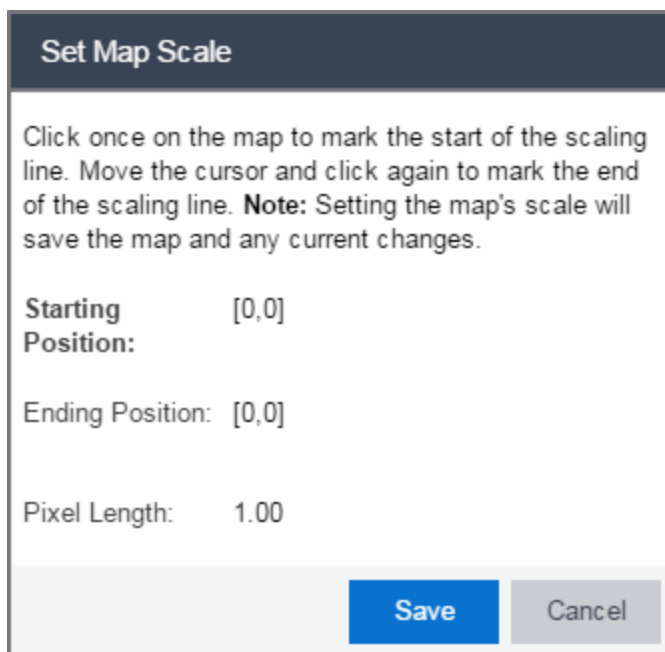 Set Map Scale
Click once on the map to mark the start of the scaling
line. Move the cursor and click again to mark the end
of the scaling line. Note: Setting the map's scale will
save the map and any current changes.
Starting [0,0]
Position:
Ending Position: [0,0]
Pixel Length: 1.00
Save Cancel